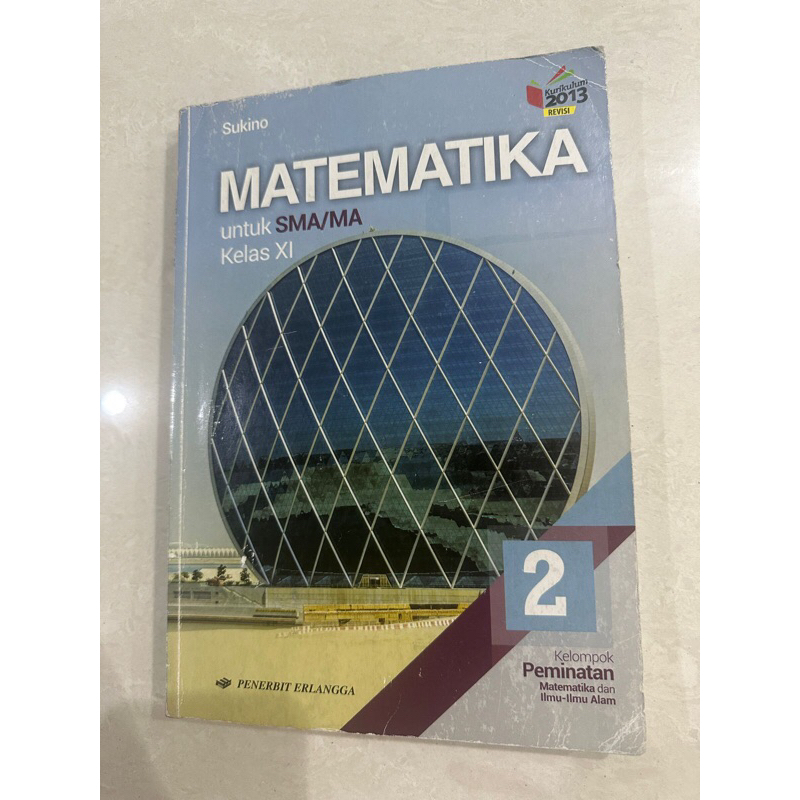 Sukino
Kurikulum
2013
REVISI
MATEMATIKA
untuk SMA/MA
Kelas XI
2
Kelompok
Peminatan
Matematika dan
Ilmu-Ilmu Alam
PENERBIT ERLANGGA